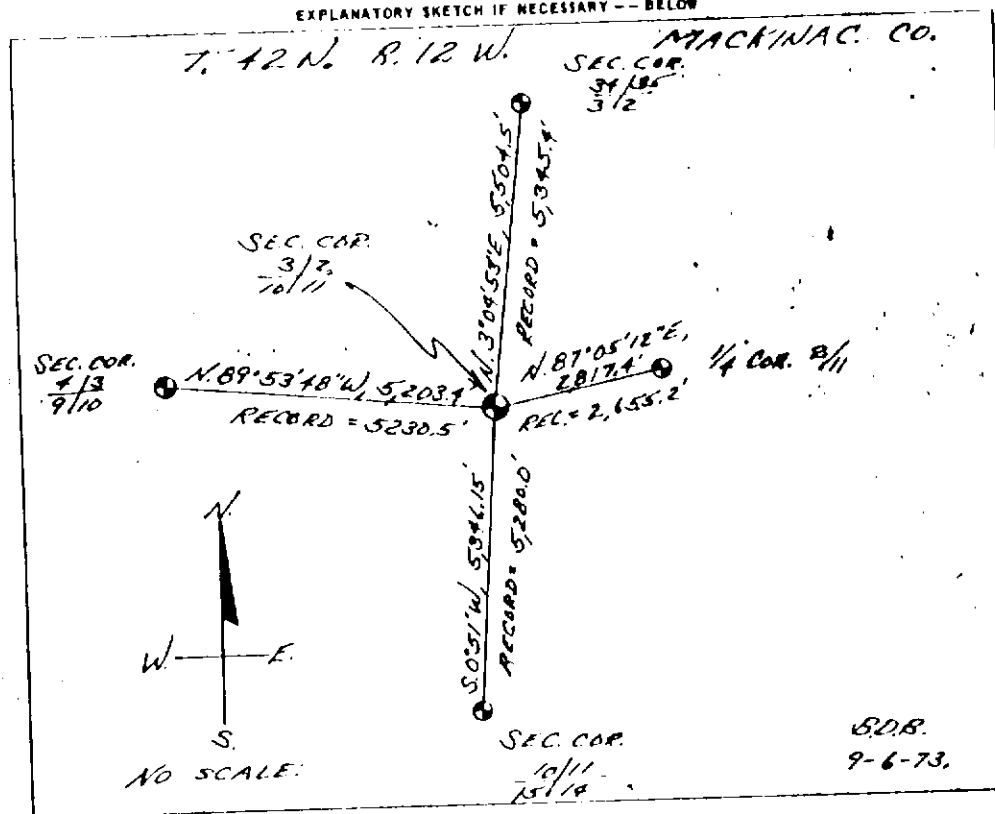 EXPLANATORY SKETCH IF NECESSARY -- BELOW
T. 42 N. R. 12 W.
MACKINAC. CO.
SEC. COR.
34/35
3/2
N. 3°04'53"E, 5,504.5'
RECORD = 5,345.4'
SEC. COR.
3/2
10/11
SEC. COR.
4/3
9/10
N. 89°53'48"W, 5,203.4'
RECORD = 5230.5'
N. 87°05'12"E,
2817.4'
REC. = 2,655.2'
1/4 COR. 2/11
S. 0°51'W, 5,346.15'
RECORD = 5,280.0'
N.
W.
E.
S.
NO SCALE.
SEC. COR.
10/11
15/14
B.D.B.
9-6-73.